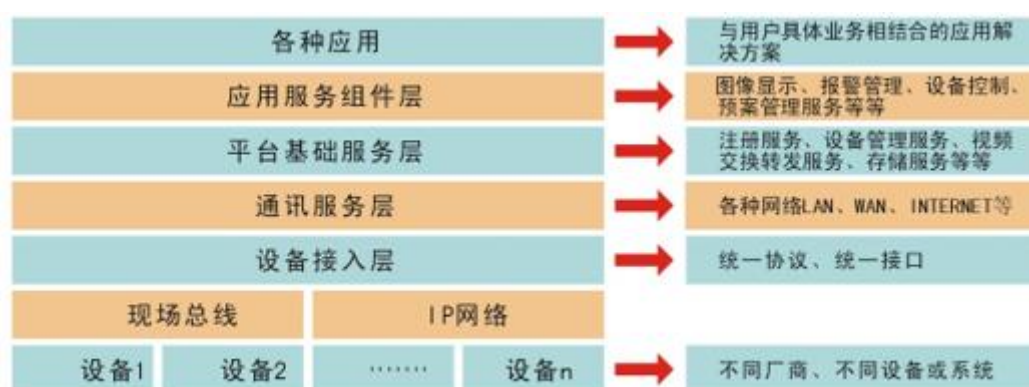 各种应用
与用户具体业务相结合的应用解
决方案
应用服务组件层
图像显示、报警管理、设备控制、
预案管理服务等等
平台基础服务层
注册服务、设备管理服务、视频
交换转发服务、存储服务等等
通讯服务层
各种网络LAN、WAN、INTERNET等
设备接入层
统一协议、统一接口
现场总线
IP网络
设备1
设备2
.......
设备n
不同厂商、不同设备或系统